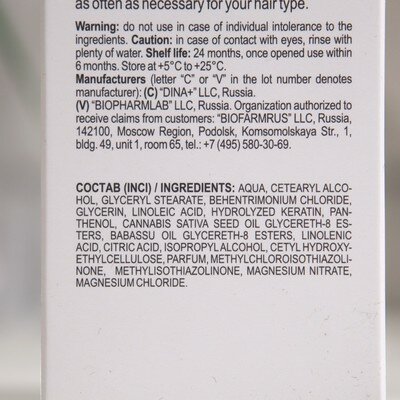 as often as necessary for your hair type.
Warning: do not use in case of individual intolerance to the
ingredients. Caution: in case of contact with eyes, rinse with
plenty of water. Shelf life: 24 months, once opened use within
6 months. Store at +5°C to +25°C.
Manufacturers (letter “C” or “V” in the lot number denotes
manufacturer): (C) “DINA+” LLC, Russia.
(V) “BIOPHARMLAB” LLC, Russia. Organization authorized to
receive claims from customers: “BIOFARMRUS” LLC, Russia,
142100, Moscow Region, Podolsk, Komsomolskaya Str., 1,
bldg. 49, unit 1, room 65, tel.: +7 (495) 580-30-69.
СОСТАВ (INCI) / INGREDIENTS: AQUA, CETEARYL ALCO-
HOL, GLYCERYL STEARATE, BEHENTRIMONIUM CHLORIDE,
GLYCERIN, LINOLEIC ACID, HYDROLYZED KERATIN, PAN-
THENOL, CANNABIS SATIVA SEED OIL GLYCERETH-8 ES-
TERS, BABASSU OIL GLYCERETH-8 ESTERS, LINOLENIC
ACID, CITRIC ACID, ISOPROPYL ALCOHOL, CETYL HYDROXY-
ETHYLCELLULOSE, PARFUM, METHYLCHLOROISOTHIAZOLI-
NONE, METHYLISOTHIAZOLINONE, MAGNESIUM NITRATE,
MAGNESIUM CHLORIDE.